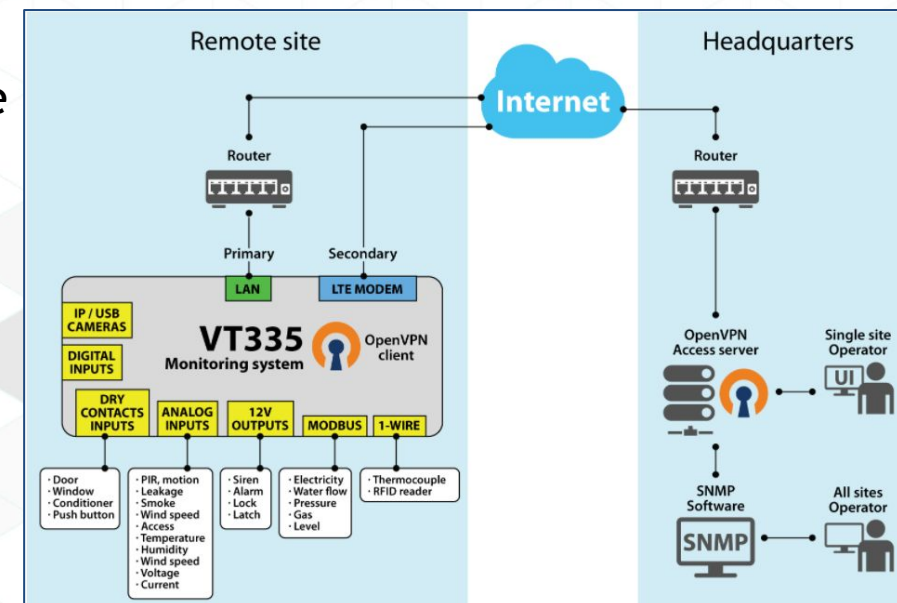 e
Remote site
Internet
Headquarters
Router
Router
Primary
Secondary
LAN
LTE MODEM
IP / USB
CAMERAS
VT335
Monitoring system
OpenVPN
client
DIGITAL
INPUTS
DRY
CONTACTS
INPUTS
ANALOG
INPUTS
12V
OUTPUTS
MODBUS
1-WIRE
· Door
· Window
· Conditioner
· Push button
· PIR, motion
· Leakage
· Smoke
· Wind speed
· Access
· Temperature
· Humidity
· Wind speed
· Voltage
· Current
· Siren
· Alarm
· Lock
· Latch
· Electricity
· Water flow
· Pressure
· Gas
· Level
· Thermocouple
· RFID reader
OpenVPN
Access server
Single site
Operator
UI
SNMP
Software
SNMP
All sites
Operator